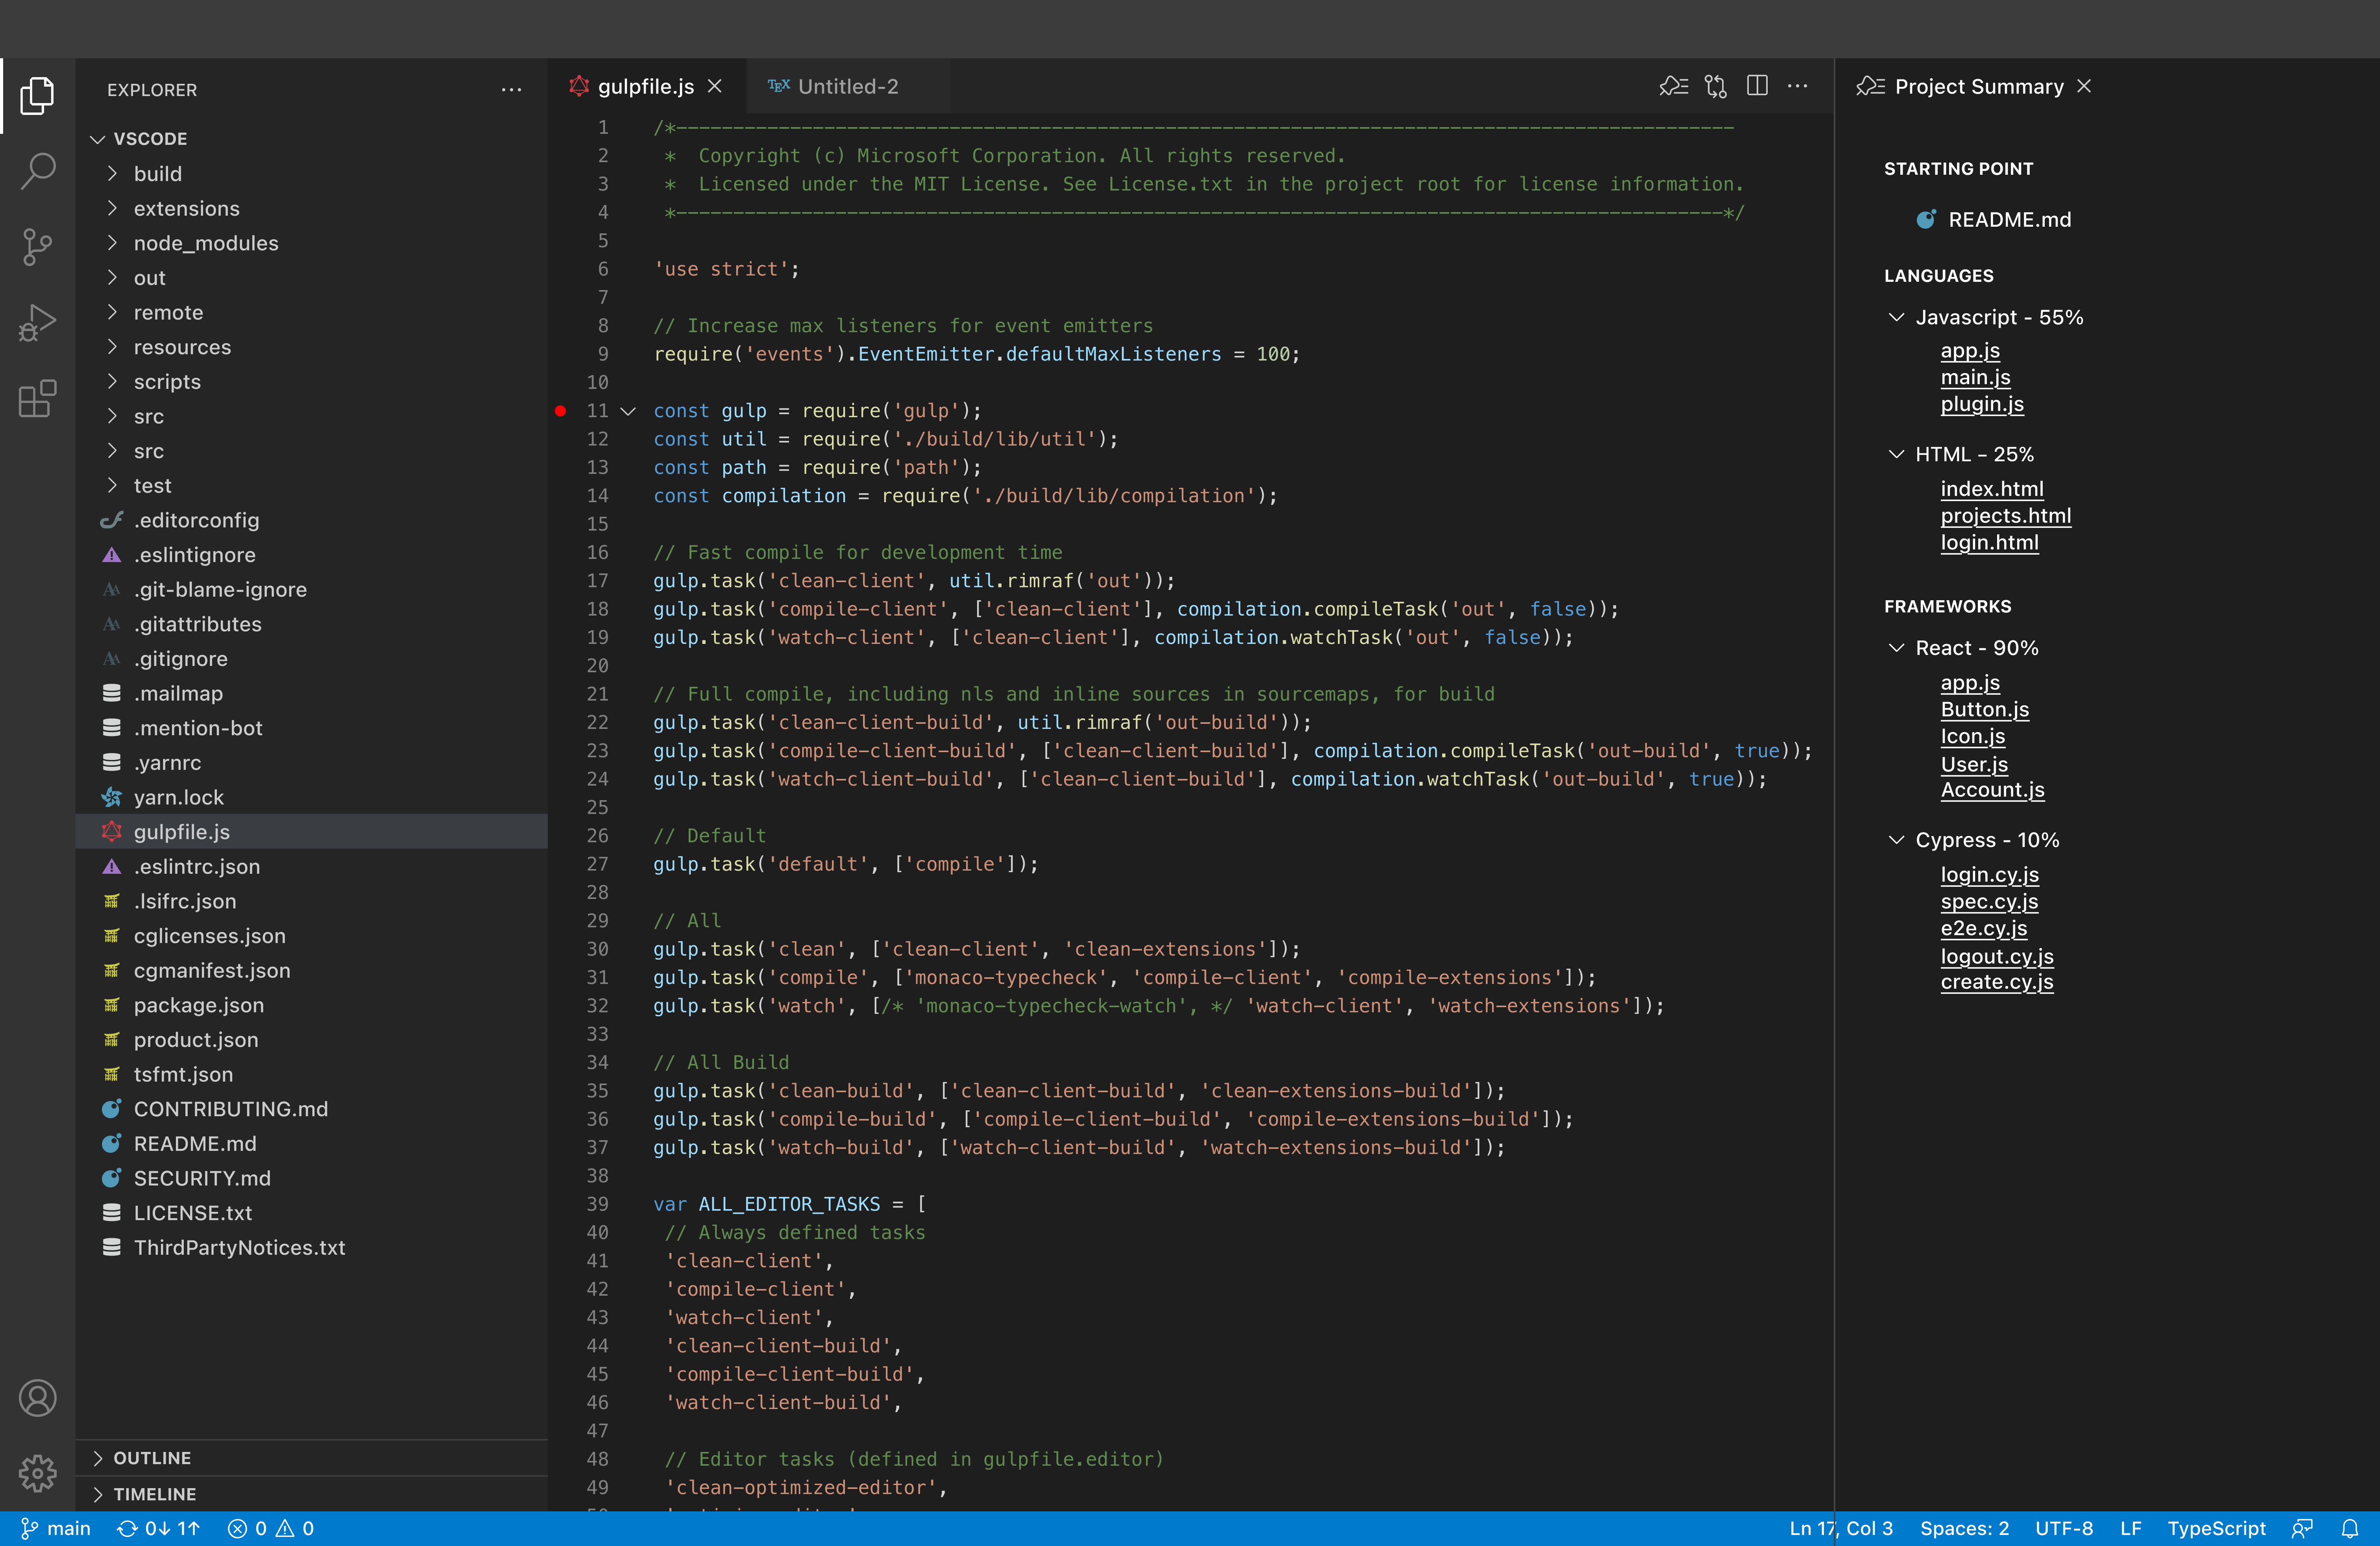 EXPLORER
VSCODE
build
extensions
node_modules
out
remote
resources
scripts
src
src
test
.editorconfig
.eslintignore
.git-blame-ignore
.gitattributes
.gitignore
.mailmap
.mention-bot
.yarnrc
yarn.lock
gulpfile.js
.eslintrc.json
.lsifrc.json
cglicenses.json
cgmanifest.json
package.json
product.json
tsfmt.json
CONTRIBUTING.md
README.md
SECURITY.md
LICENSE.txt
ThirdPartyNotices.txt
OUTLINE
TIMELINE
gulpfile.js
TEX Untitled-2
1 /*---------------------------------------------------------------------------------------------
2 *  Copyright (c) Microsoft Corporation. All rights reserved.
3 *  Licensed under the MIT License. See License.txt in the project root for license information.
4 *--------------------------------------------------------------------------------------------*/
5
6 'use strict';
7
8 // Increase max listeners for event emitters
9 require('events').EventEmitter.defaultMaxListeners = 100;
10
11 const gulp = require('gulp');
12 const util = require('./build/lib/util');
13 const path = require('path');
14 const compilation = require('./build/lib/compilation');
15
16 // Fast compile for development time
17 gulp.task('clean-client', util.rimraf('out'));
18 gulp.task('compile-client', ['clean-client'], compilation.compileTask('out', false));
19 gulp.task('watch-client', ['clean-client'], compilation.watchTask('out', false));
20
21 // Full compile, including nls and inline sources in sourcemaps, for build
22 gulp.task('clean-client-build', util.rimraf('out-build'));
23 gulp.task('compile-client-build', ['clean-client-build'], compilation.compileTask('out-build', true));
24 gulp.task('watch-client-build', ['clean-client-build'], compilation.watchTask('out-build', true));
25
26 // Default
27 gulp.task('default', ['compile']);
28
29 // All
30 gulp.task('clean', ['clean-client', 'clean-extensions']);
31 gulp.task('compile', ['monaco-typecheck', 'compile-client', 'compile-extensions']);
32 gulp.task('watch', [/* 'monaco-typecheck-watch', */ 'watch-client', 'watch-extensions']);
33
34 // All Build
35 gulp.task('clean-build', ['clean-client-build', 'clean-extensions-build']);
36 gulp.task('compile-build', ['compile-client-build', 'compile-extensions-build']);
37 gulp.task('watch-build', ['watch-client-build', 'watch-extensions-build']);
38
39 var ALL_EDITOR_TASKS = [
40 // Always defined tasks
41 'clean-client',
42 'compile-client',
43 'watch-client',
44 'clean-client-build',
45 'compile-client-build',
46 'watch-client-build',
47
48 // Editor tasks (defined in gulpfile.editor)
49 'clean-optimized-editor',
Project Summary
STARTING POINT
README.md
LANGUAGES
Javascript - 55%
app.js
main.js
plugin.js
HTML – 25%
index.html
projects.html
login.html
FRAMEWORKS
React - 90%
app.js
Button.js
Icon.js
User.js
Account.js
Cypress - 10%
login.cy.js
spec.cy.js
e2e.cy.js
logout.cy.js
create.cy.js
main 0↓ 1↑ 0 0
Ln 17, Col 3 Spaces: 2 UTF-8 LF TypeScript